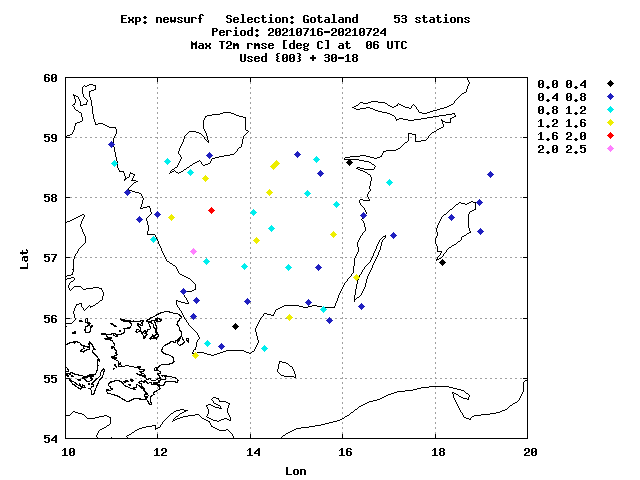 Exp: newsurf   Selection: Gotaland     53 stations
Period: 20210716-20210724
Max T2m rmse [deg C] at  06 UTC
Used {00} + 30-18
60
59
58
57
56
55
54
Lat
10 12 14 16 18 20
Lon
0.0 0.4
0.4 0.8
0.8 1.2
1.2 1.6
1.6 2.0
2.0 2.5